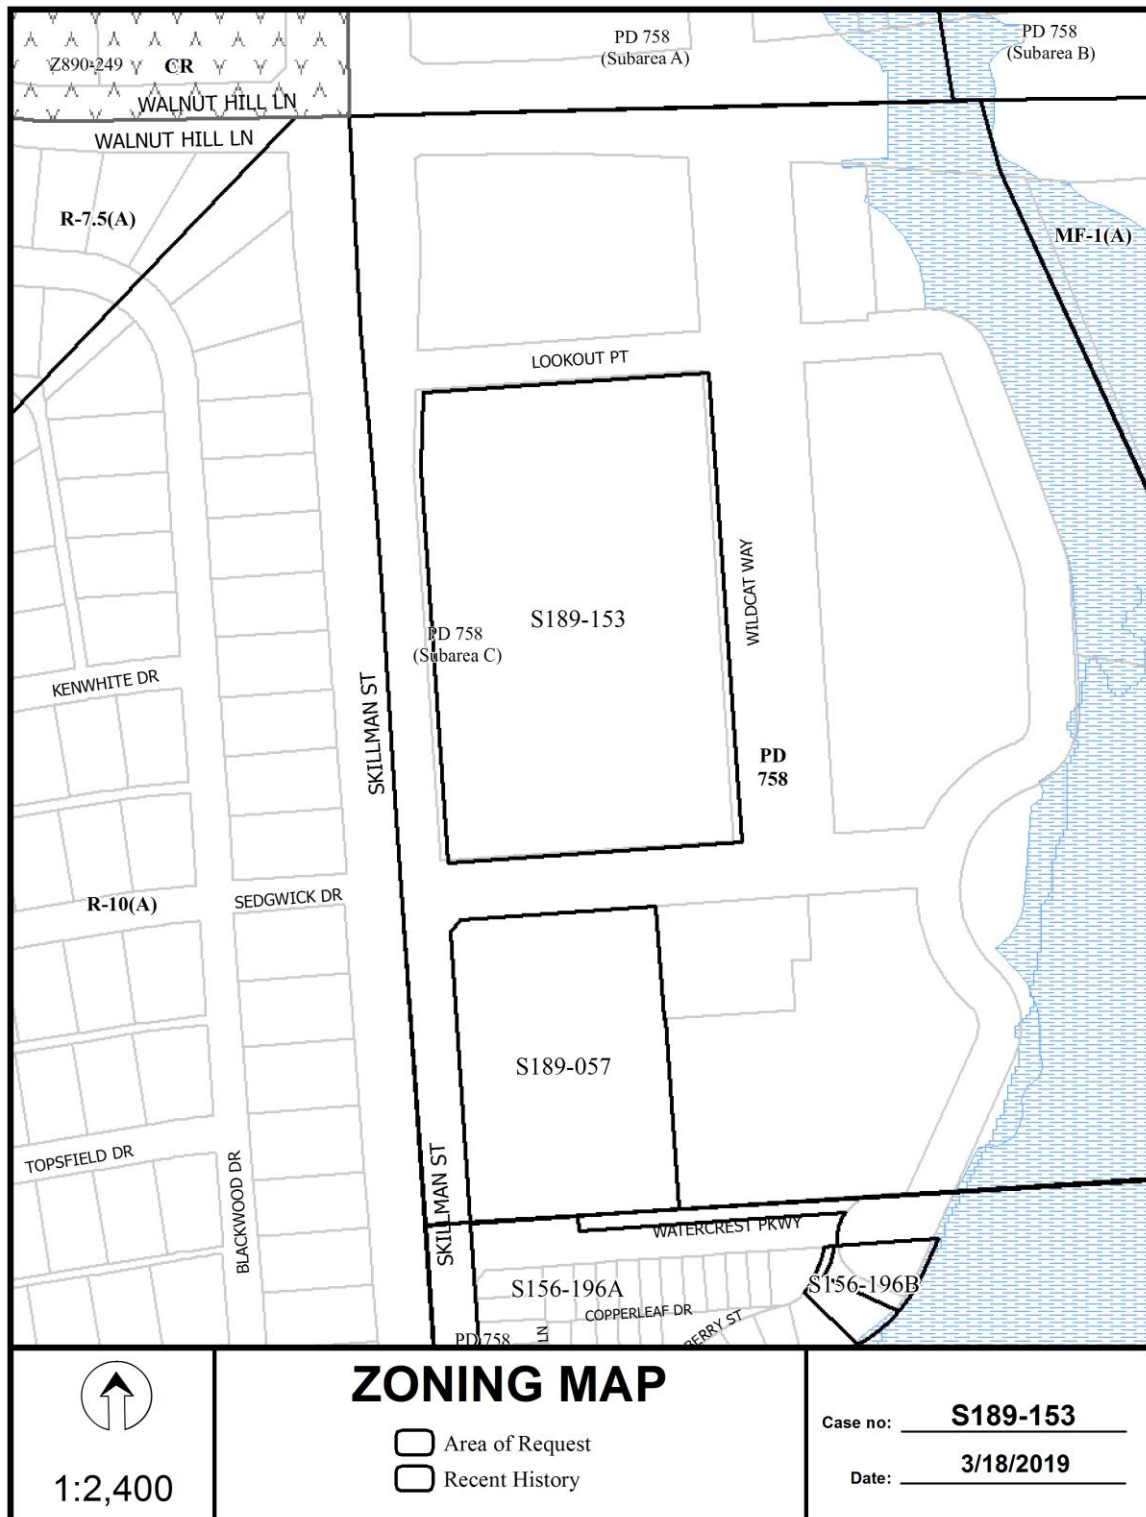 PD 758
(Subarea A)
PD 758
(Subarea B)
Z890-249
CR
WALNUT HILL LN
WALNUT HILL LN
R-7.5(A)
MF-1(A)
LOOKOUT PT
WILDCAT WAY
S189-153
PD 758
(Subarea C)
KENWHITE DR
SKILLMAN ST
PD
758
R-10(A)
SEDGWICK DR
S189-057
TOPSFIELD DR
BLACKWOOD DR
SKILLMAN ST
WATERCREST PKWY
S156-196A
S156-196B
COPPERLEAF DR
BERRY ST
LN
PD 758
1:2,400
ZONING MAP
Area of Request
Recent History
Case no: S189-153
Date: 3/18/2019